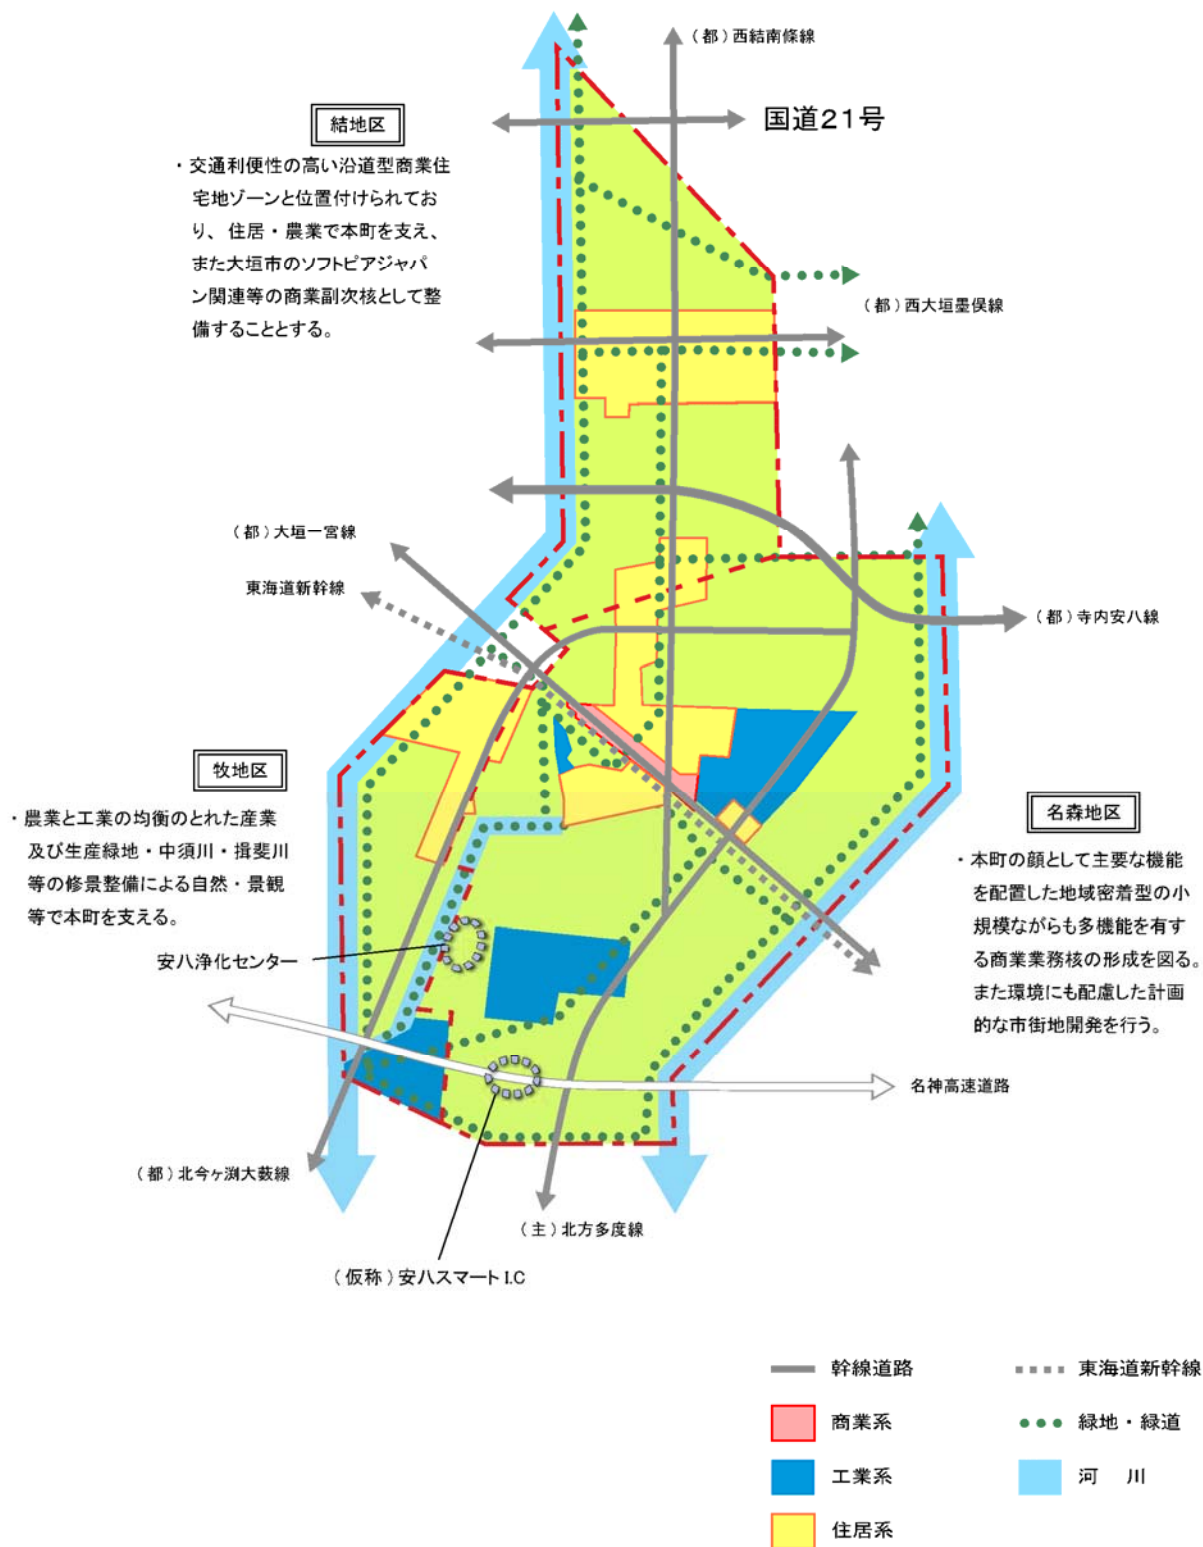 (都)西結南條線
国道21号
結地区
・交通利便性の高い沿道型商業住
宅地ゾーンと位置付けられてお
り、住居・農業で本町を支え、
また大垣市のソフトピアジャパ
ン関連等の商業副次核として整
備することとする。
(都)西大垣墨俣線
(都)大垣一宮線
東海道新幹線
(都)寺内安八線
牧地区
・農業と工業の均衡のとれた産業
及び生産緑地・中須川・揖斐川
等の修景整備による自然・景観
等で本町を支える。
安八浄化センター
名森地区
・本町の顔として主要な機能
を配置した地域密着型の小
規模ながらも多機能を有す
る商業業務核の形成を図る。
また環境にも配慮した計画
的な市街地開発を行う。
名神高速道路
(都)北今ヶ渕大薮線
(主)北方多度線
(仮称)安八スマートI.C
幹線道路
東海道新幹線
商業系
緑地・緑道
工業系
河 川
住居系